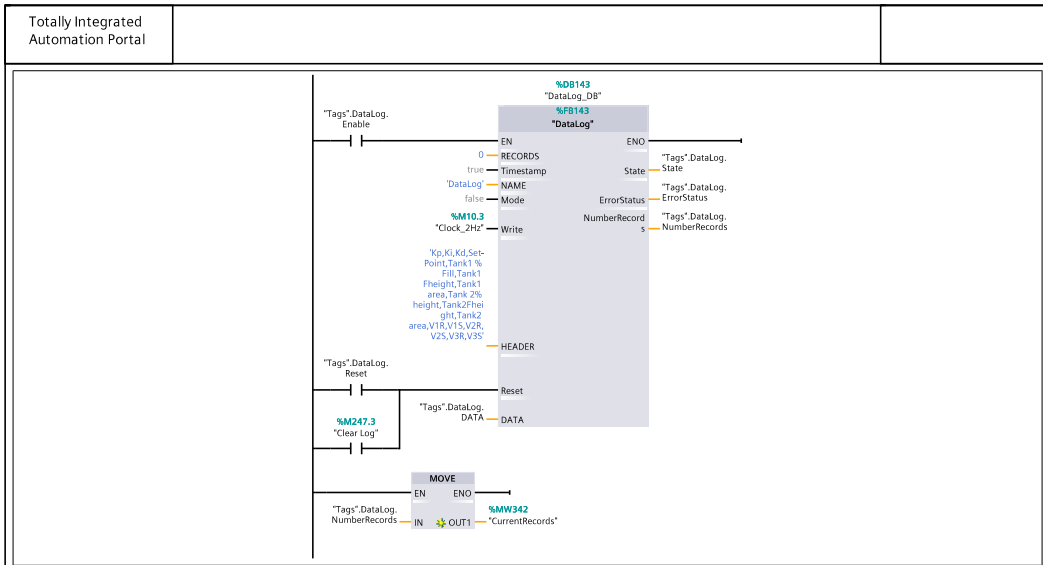 Totally Integrated
Automation Portal
%DB143
"DataLog_DB"
%FB143
"DataLog"
"Tags".DataLog.
Enable
EN
ENO
0
RECORDS
true
Timestamp
State
"Tags".DataLog.
State
'DataLog'
NAME
false
Mode
ErrorStatus
"Tags".DataLog.
ErrorStatus
%M10.3
"Clock_2Hz"
Write
NumberRecord
s
"Tags".DataLog.
NumberRecords
'Kp,Ki,Kd,Set-
Point,Tank1 %
Fill,Tank1
Fheight,Tank1
area,Tank 2%
height,Tank2Fhei
ght,Tank2
area,V1R,V1S,V2R,
V2S,V3R,V3S'
HEADER
"Tags".DataLog.
Reset
Reset
"Tags".DataLog.
DATA
DATA
%M247.3
"Clear Log"
MOVE
EN
ENO
"Tags".DataLog.
NumberRecords
IN
OUT1
%MW342
"CurrentRecords"